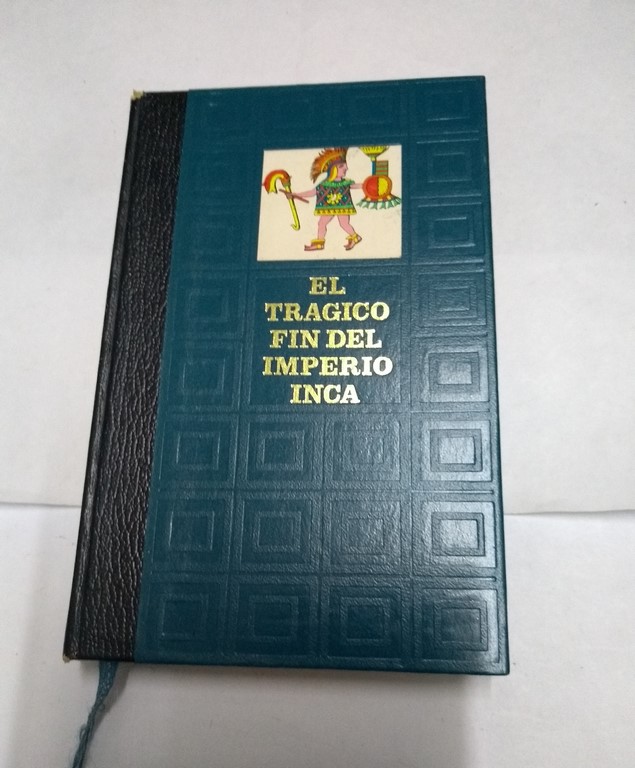 EL
TRAGICO
FIN DEL
IMPERIO
INCA